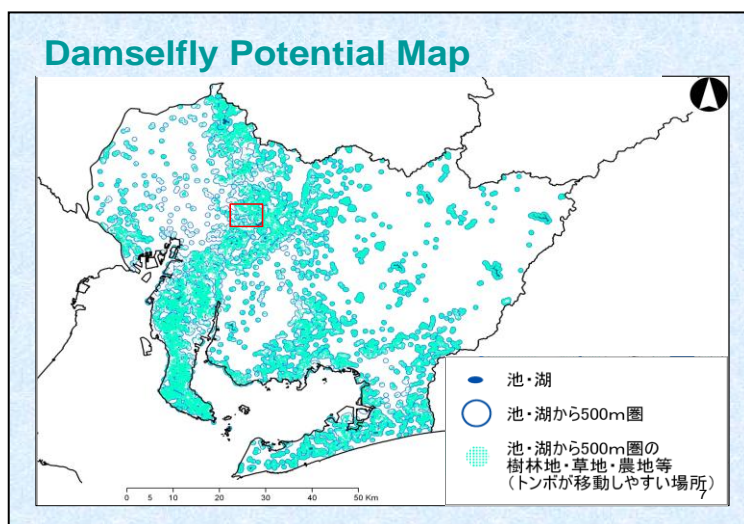 Damselfly Potential Map
池・湖
池・湖から500m圏
池・湖から500m圏の
樹林地・草地・農地等
（トンボが移動しやすい場所）
7
0 5 10 20 30 40 50 Km